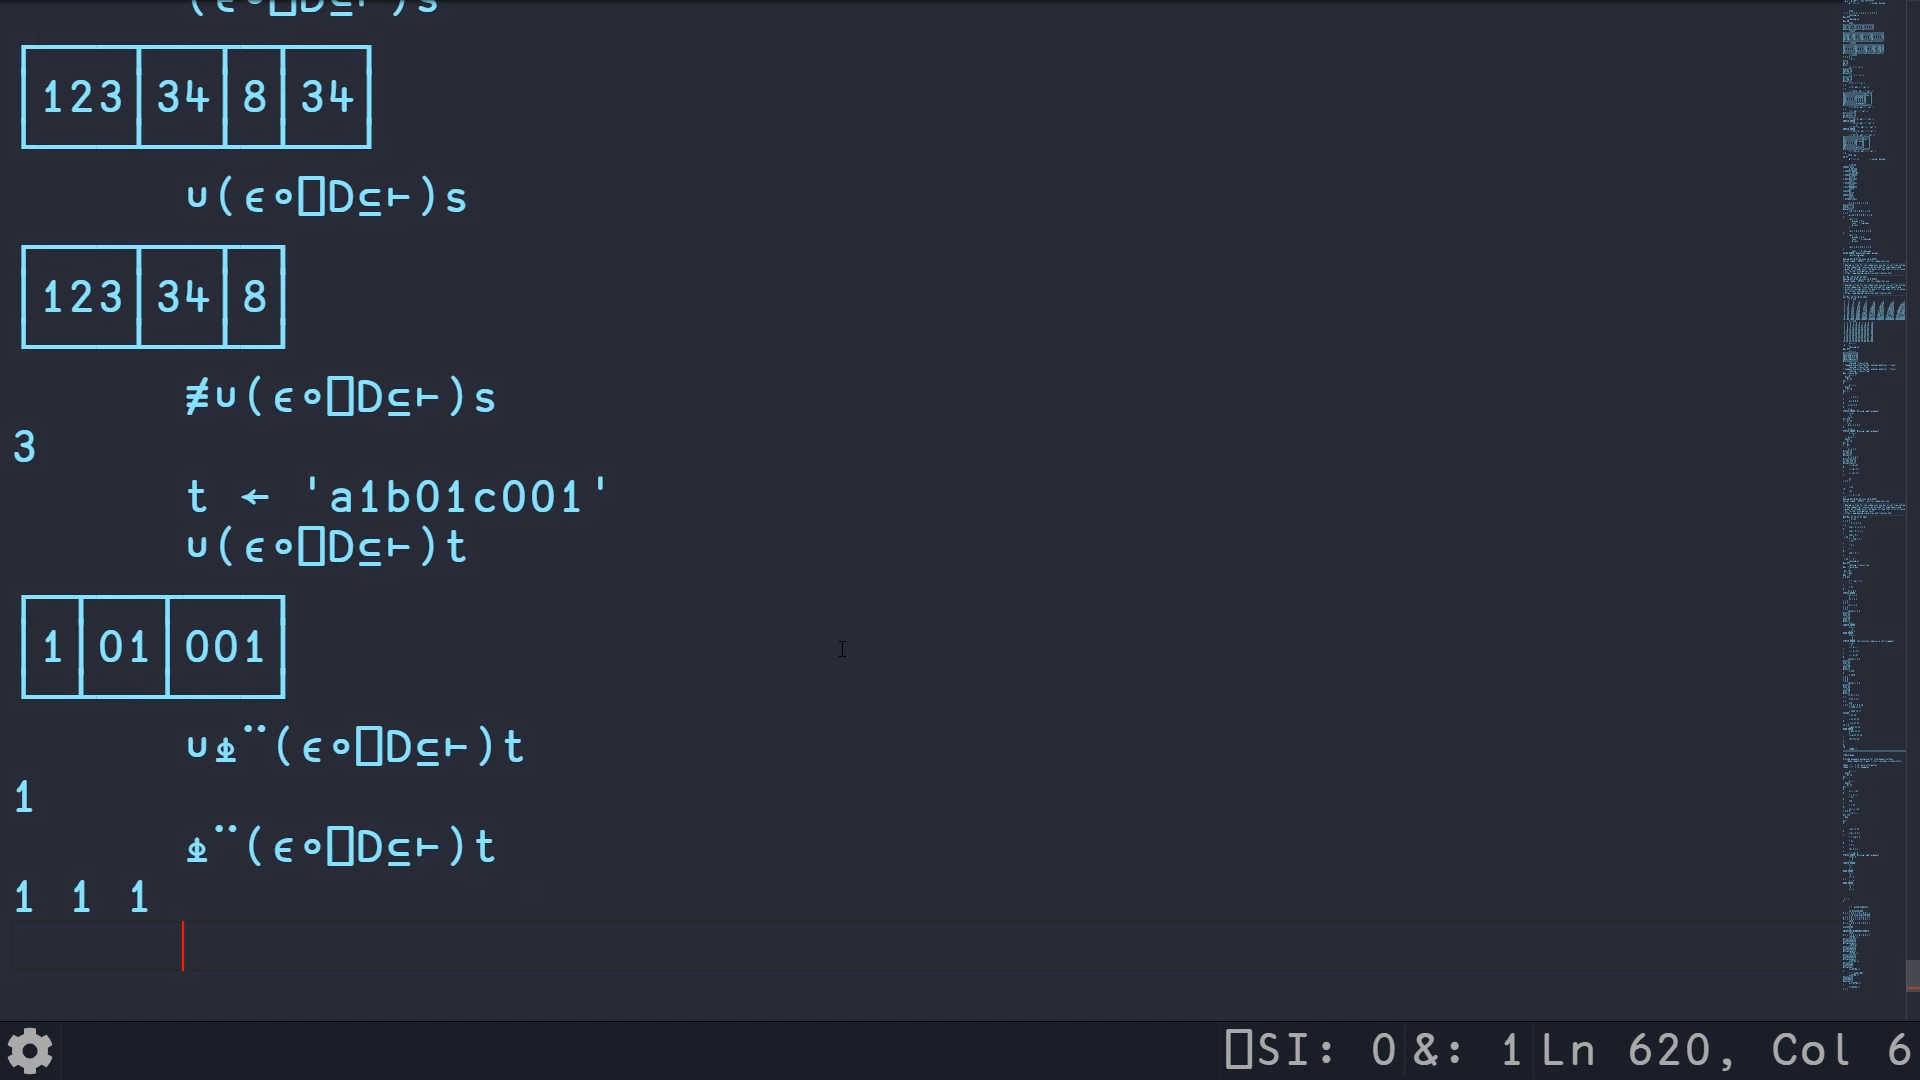 (∊∘⎕D⊆⊢)s
123 34 8 34
∪(∊∘⎕D⊆⊢)s
123 34 8
≢∪(∊∘⎕D⊆⊢)s
3
t ← 'a1b01c001'
∪(∊∘⎕D⊆⊢)t
1 01 001
∪⍎¨(∊∘⎕D⊆⊢)t
1
⍎¨(∊∘⎕D⊆⊢)t
1 1 1
⎕SI: 0 &: 1 Ln 620, Col 6